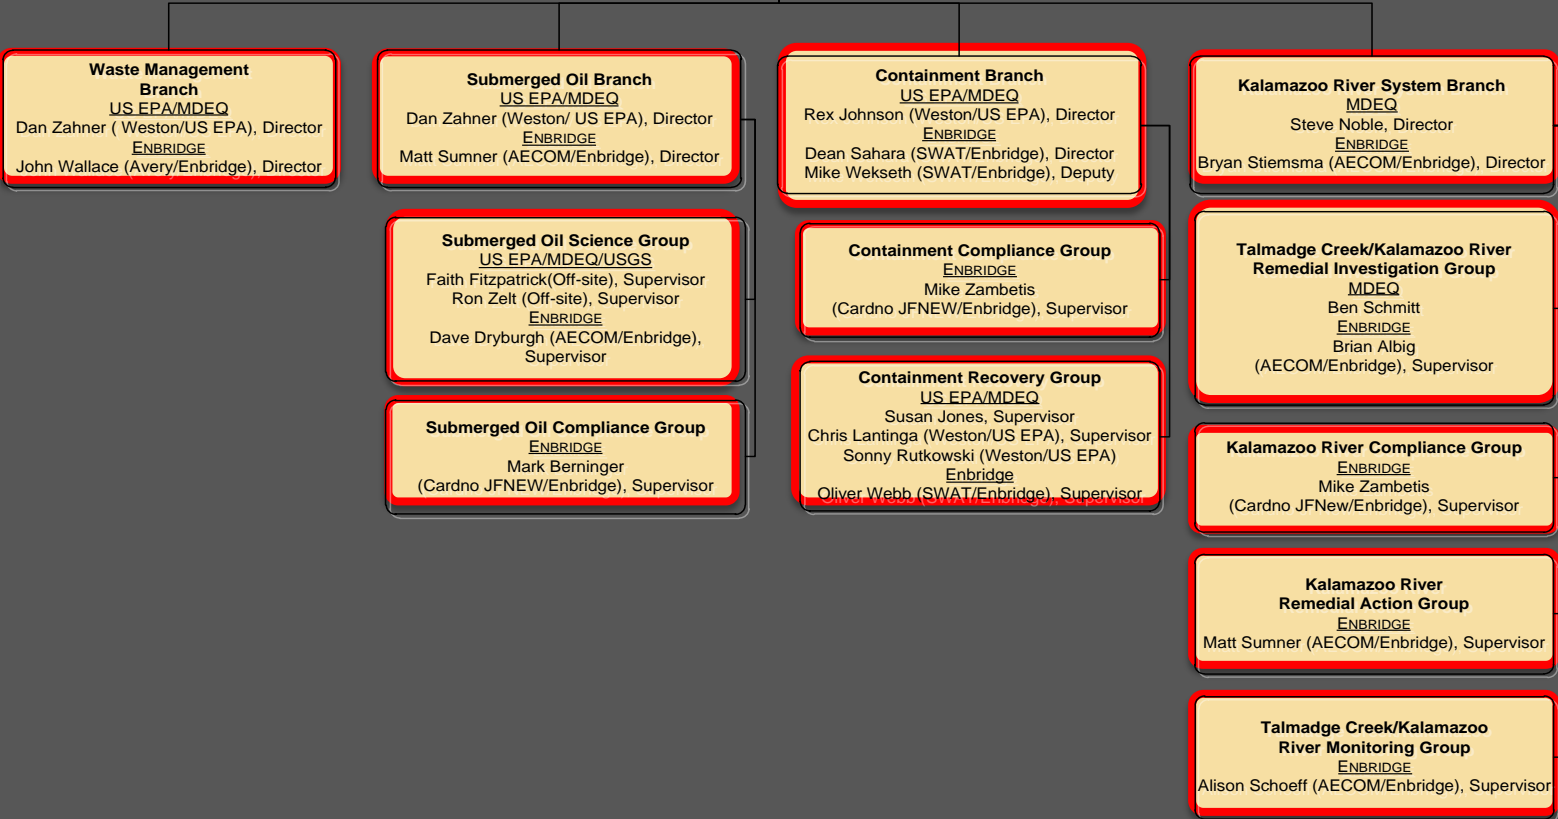 Waste Management
Branch
US EPA/MDEQ
Dan Zahner ( Weston/US EPA), Director
ENBRIDGE
John Wallace (Avery/Enbridge), Director
Submerged Oil Branch
US EPA/MDEQ
Dan Zahner (Weston/ US EPA), Director
ENBRIDGE
Matt Sumner (AECOM/Enbridge), Director
Submerged Oil Science Group
US EPA/MDEQ/USGS
Faith Fitzpatrick(Off-site), Supervisor
Ron Zelt (Off-site), Supervisor
ENBRIDGE
Dave Dryburgh (AECOM/Enbridge),
Supervisor
Submerged Oil Compliance Group
ENBRIDGE
Mark Berninger
(Cardno JFNEW/Enbridge), Supervisor
Containment Branch
US EPA/MDEQ
Rex Johnson (Weston/US EPA), Director
ENBRIDGE
Dean Sahara (SWAT/Enbridge), Director
Mike Wekseth (SWAT/Enbridge), Deputy
Containment Compliance Group
ENBRIDGE
Mike Zambetis
(Cardno JFNEW/Enbridge), Supervisor
Containment Recovery Group
US EPA/MDEQ
Susan Jones, Supervisor
Chris Lantinga (Weston/US EPA), Supervisor
Sonny Rutkowski (Weston/US EPA)
Enbridge
Oliver Webb (SWAT/Enbridge), Supervisor
Kalamazoo River System Branch
MDEQ
Steve Noble, Director
ENBRIDGE
Bryan Stiemsma (AECOM/Enbridge), Director
Talmadge Creek/Kalamazoo River
Remedial Investigation Group
MDEQ
Ben Schmitt
ENBRIDGE
Brian Albig
(AECOM/Enbridge), Supervisor
Kalamazoo River Compliance Group
ENBRIDGE
Mike Zambetis
(Cardno JFNew/Enbridge), Supervisor
Kalamazoo River
Remedial Action Group
ENBRIDGE
Matt Sumner (AECOM/Enbridge), Supervisor
Talmadge Creek/Kalamazoo
River Monitoring Group
ENBRIDGE
Alison Schoeff (AECOM/Enbridge), Supervisor